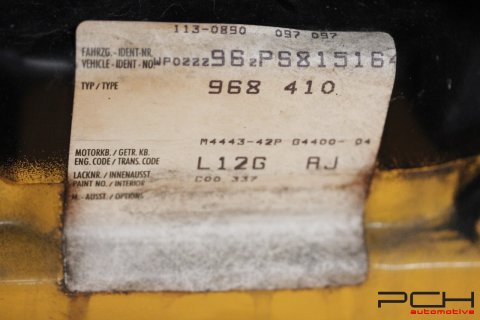 113-0890 097 097
FAHRZG.-IDENT-NR.
VEHICLE-IDENT-NO WP0ZZZ96ZPS81516
TYP/TYPE 968 410
M4443-42P G4400- 04
MOTORKB./GETR. KB.
ENG. CODE/TRANS. CODE L12G AJ
LACKNR./INNENAUSST
PAINT NO./INTERIOR C00 337
M.-AUSST./OPTIONS
PCH
automotive